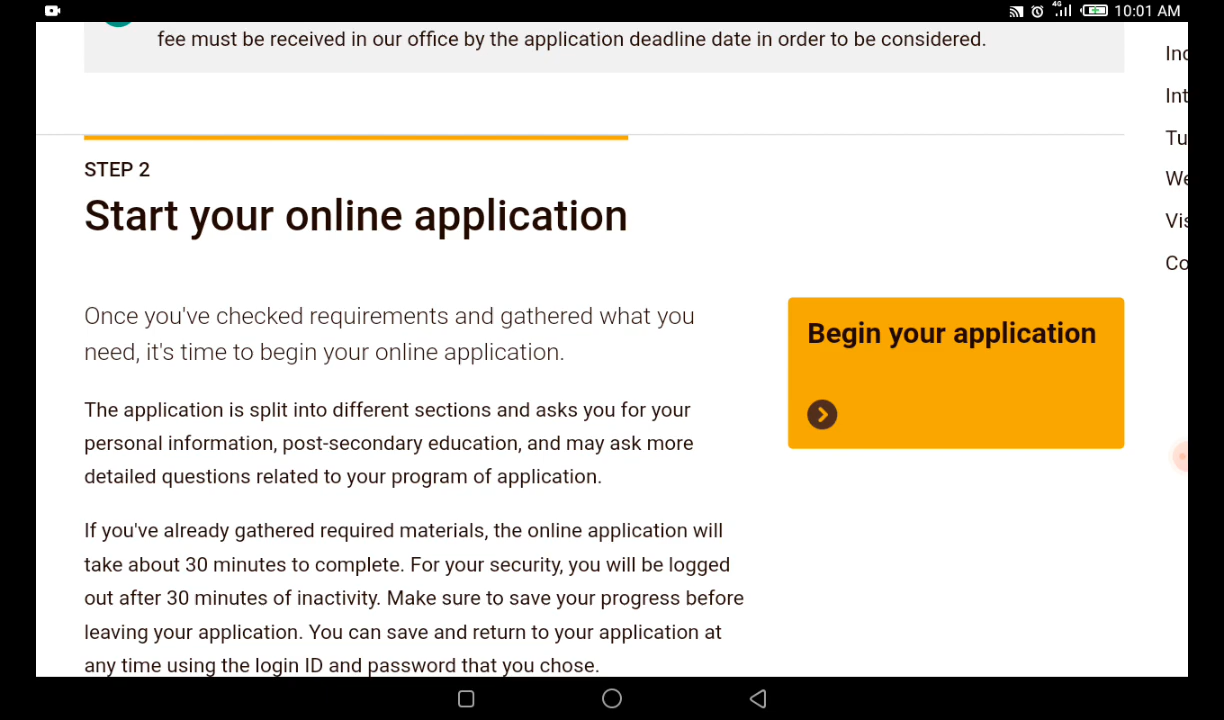 4G 10:01 AM
fee must be received in our office by the application deadline date in order to be considered.
Inc
Int
Tu
We
Vis
Co
STEP 2
Start your online application
Once you've checked requirements and gathered what you
need, it's time to begin your online application.
Begin your application
The application is split into different sections and asks you for your
personal information, post-secondary education, and may ask more
detailed questions related to your program of application.
If you've already gathered required materials, the online application will
take about 30 minutes to complete. For your security, you will be logged
out after 30 minutes of inactivity. Make sure to save your progress before
leaving your application. You can save and return to your application at
any time using the login ID and password that you chose.